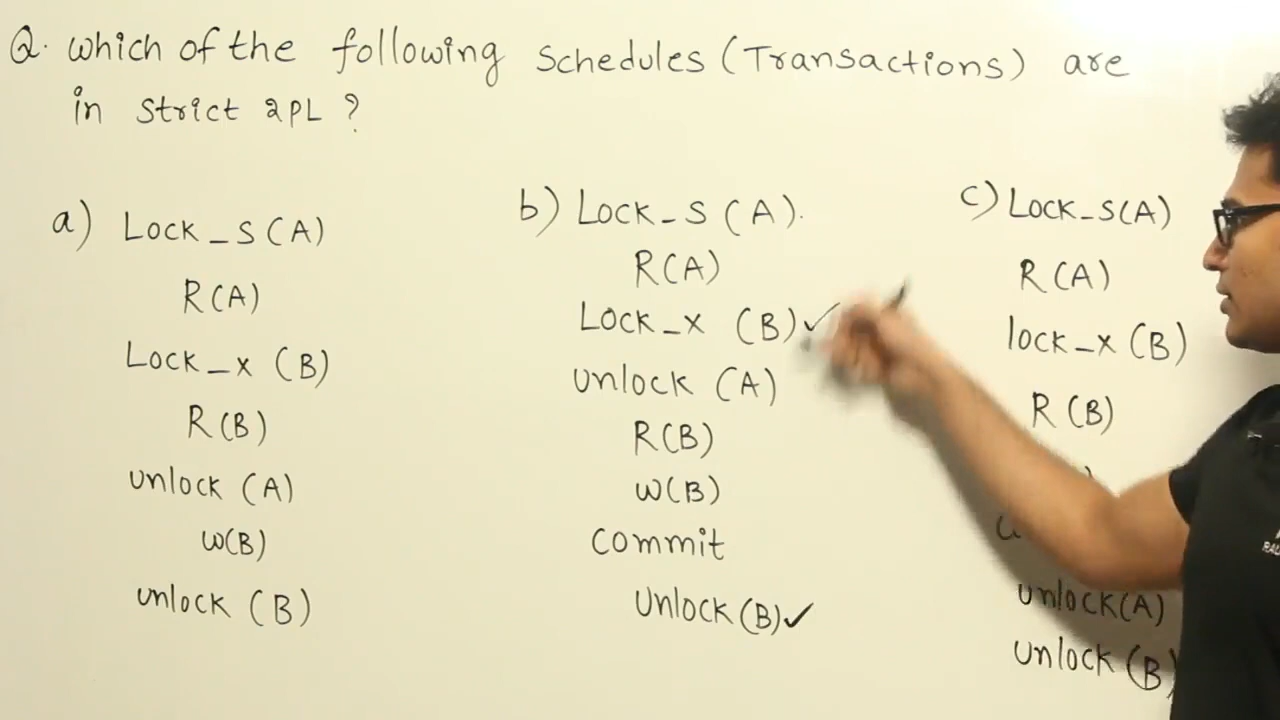 Q. which of the following schedules (Transactions) are
in strict 2PL ?
a) Lock_S(A)
R(A)
Lock_X (B)
R(B)
unlock (A)
W(B)
unlock (B)
b) Lock_S (A).
R(A)
Lock_X (B) ✓
unlock (A)
R(B)
W(B)
commit
Unlock(B) ✓
c) Lock_S(A)
R(A)
lock_X (B)
R(B)
unlock(A)
unlock (B)